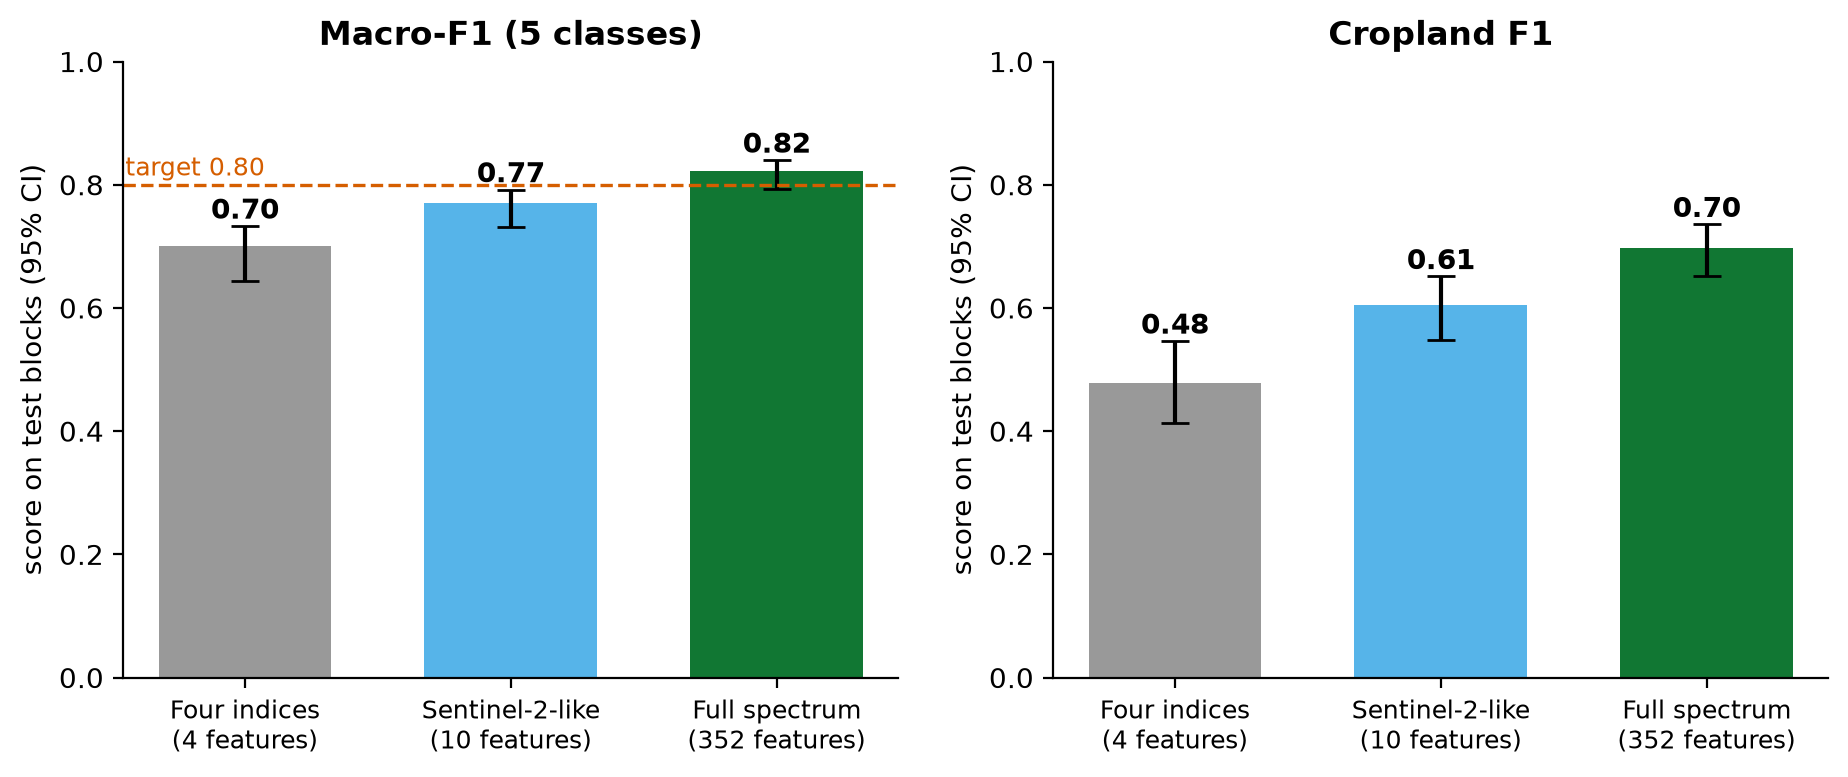 Macro-F1 (5 classes)
score on test blocks (95% CI)
1.0
0.8
0.6
0.4
0.2
0.0
target 0.80
0.70
0.77
0.82
Four indices
(4 features)
Sentinel-2-like
(10 features)
Full spectrum
(352 features)
Cropland F1
score on test blocks (95% CI)
1.0
0.8
0.6
0.4
0.2
0.0
0.48
0.61
0.70
Four indices
(4 features)
Sentinel-2-like
(10 features)
Full spectrum
(352 features)